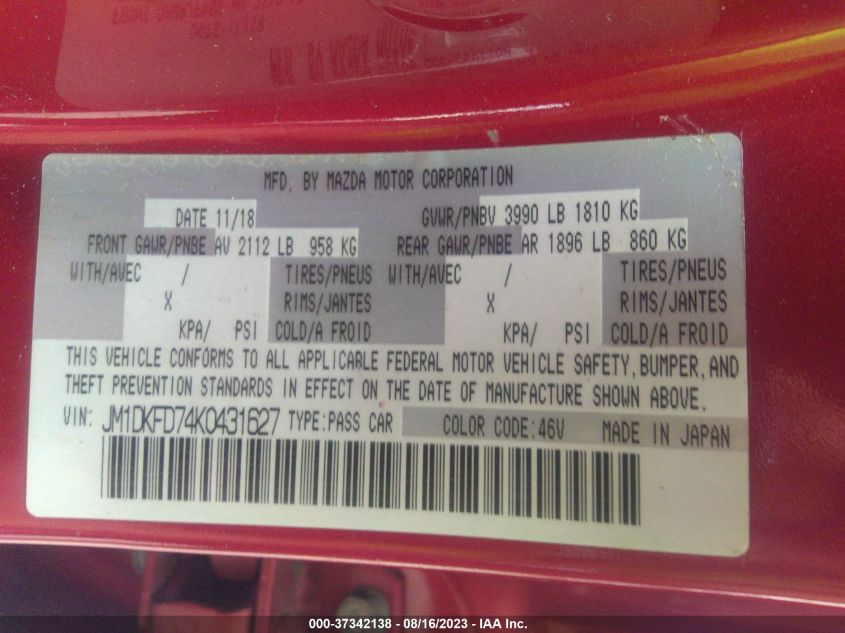 MFD. BY MAZDA MOTOR CORPORATION
DATE 11/18 GVWR/PNBV 3990 LB 1810 KG
FRONT GAWR/PNBE AV 2112 LB 958 KG REAR GAWR/PNBE AR 1896 LB 860 KG
WITH/AVEC / TIRES/PNEUS WITH/AVEC / TIRES/PNEUS
X RIMS/JANTES X RIMS/JANTES
KPA/ PSI COLD/A FROID KPA/ PSI COLD/A FROID
THIS VEHICLE CONFORMS TO ALL APPLICABLE FEDERAL MOTOR VEHICLE SAFETY, BUMPER, AND
THEFT PREVENTION STANDARDS IN EFFECT ON THE DATE OF MANUFACTURE SHOWN ABOVE.
VIN: JM1DKFD74K0431627 TYPE:PASS CAR COLOR CODE:46V MADE IN JAPAN
000-37342138 - 08/16/2023 - IAA Inc.